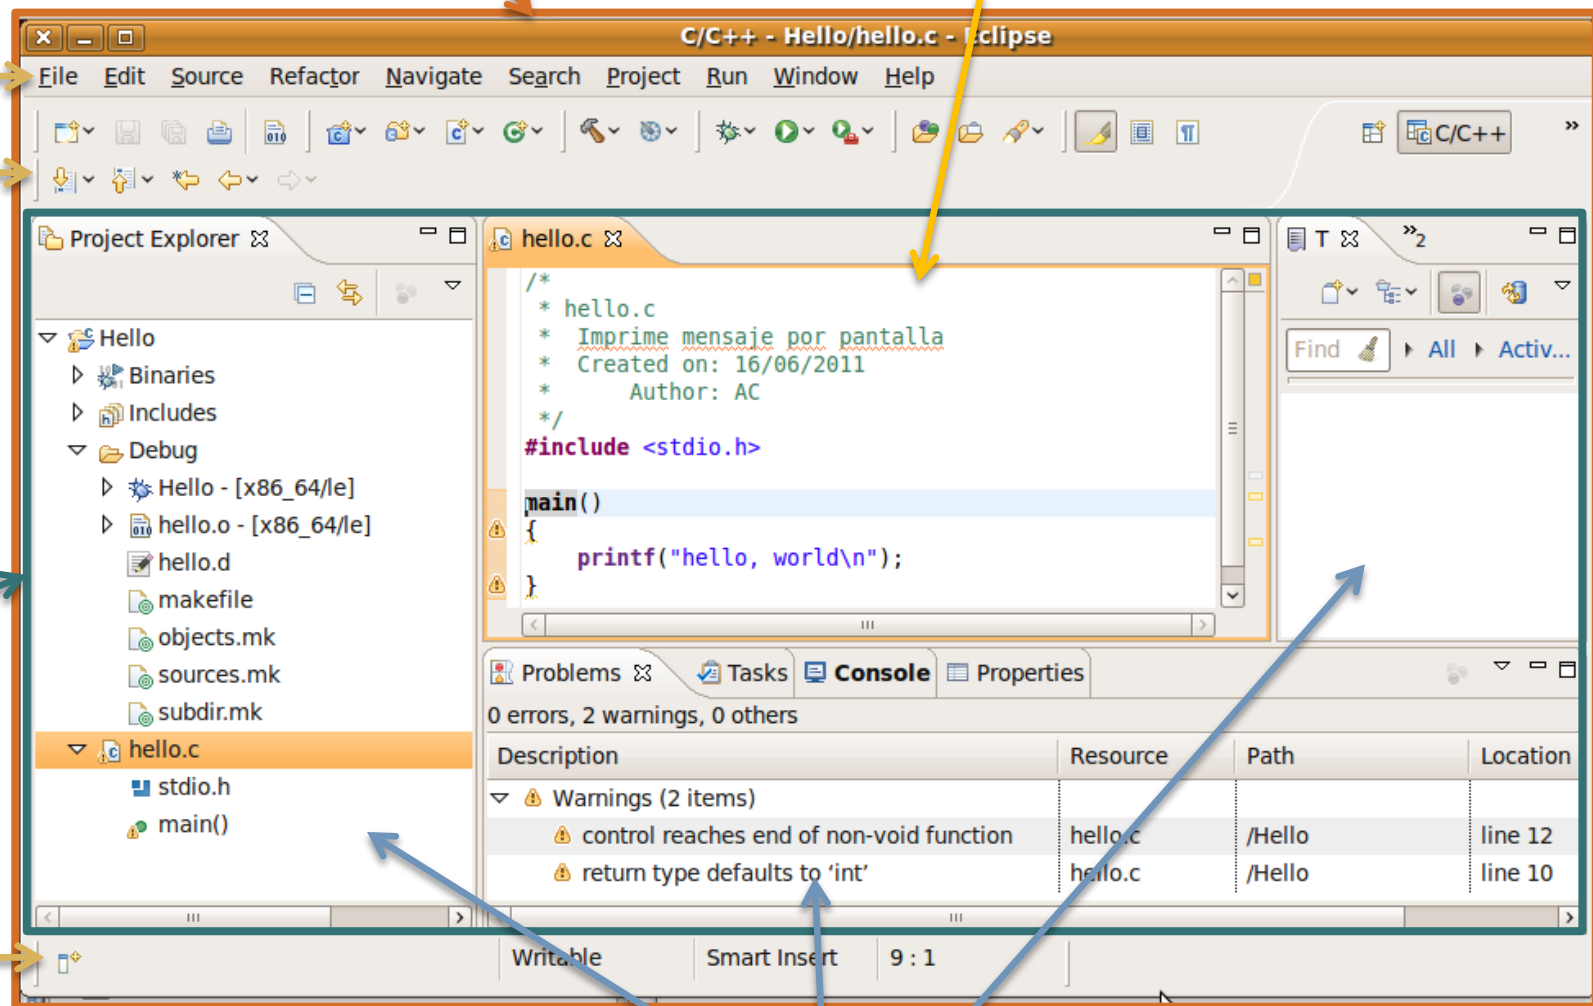 C/C++ - Hello/hello.c - Eclipse
File Edit Source Refactor Navigate Search Project Run Window Help
C/C++ »
Project Explorer
Hello
Binaries
Includes
Debug
Hello - [x86_64/le]
hello.o - [x86_64/le]
hello.d
makefile
objects.mk
sources.mk
subdir.mk
hello.c
stdio.h
main()
hello.c
/*
* hello.c
* Imprime mensaje por pantalla
* Created on: 16/06/2011
* Author: AC
*/
#include <stdio.h>
main()
{
printf("hello, world\n");
}
T »2
Find All Activ...
Problems Tasks Console Properties
0 errors, 2 warnings, 0 others
Description Resource Path Location
Warnings (2 items)
control reaches end of non-void function hello.c /Hello line 12
return type defaults to ‘int’ hello.c /Hello line 10
Writable Smart Insert 9 : 1